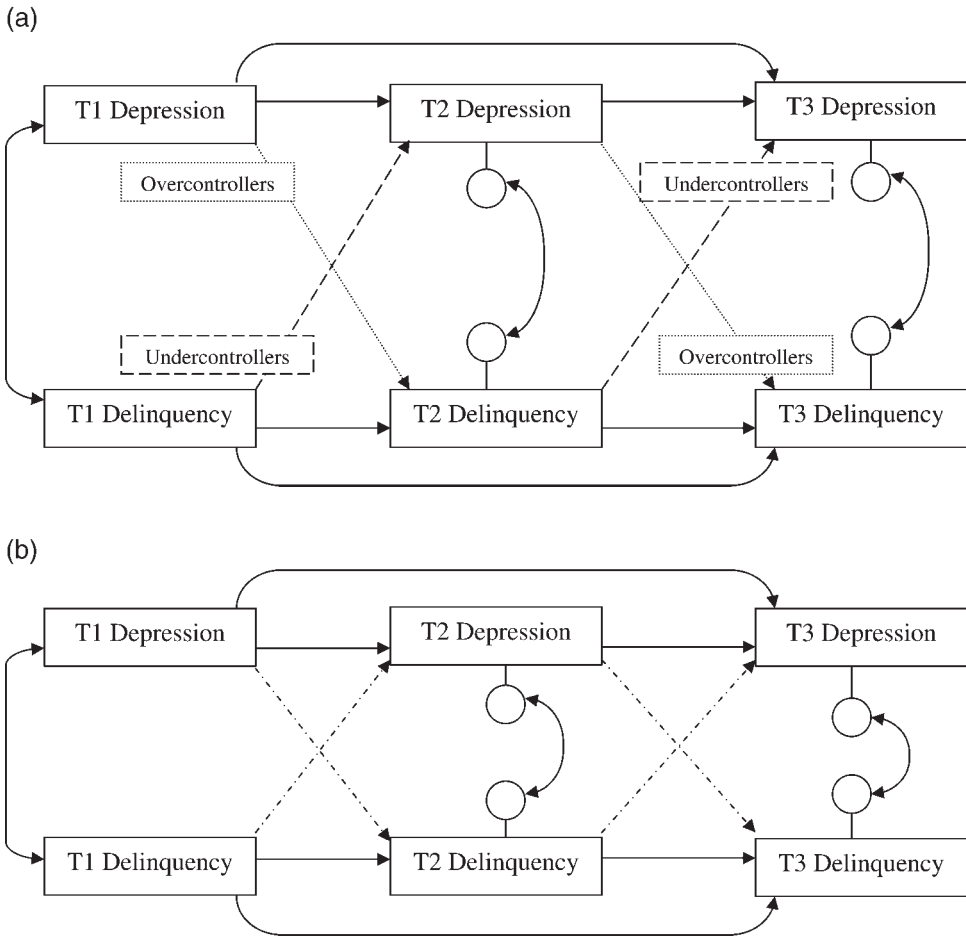 (a)
T1 Depression
T2 Depression
T3 Depression
Overcontrollers
Undercontrollers
Undercontrollers
Overcontrollers
T1 Delinquency
T2 Delinquency
T3 Delinquency
(b)
T1 Depression
T2 Depression
T3 Depression
T1 Delinquency
T2 Delinquency
T3 Delinquency